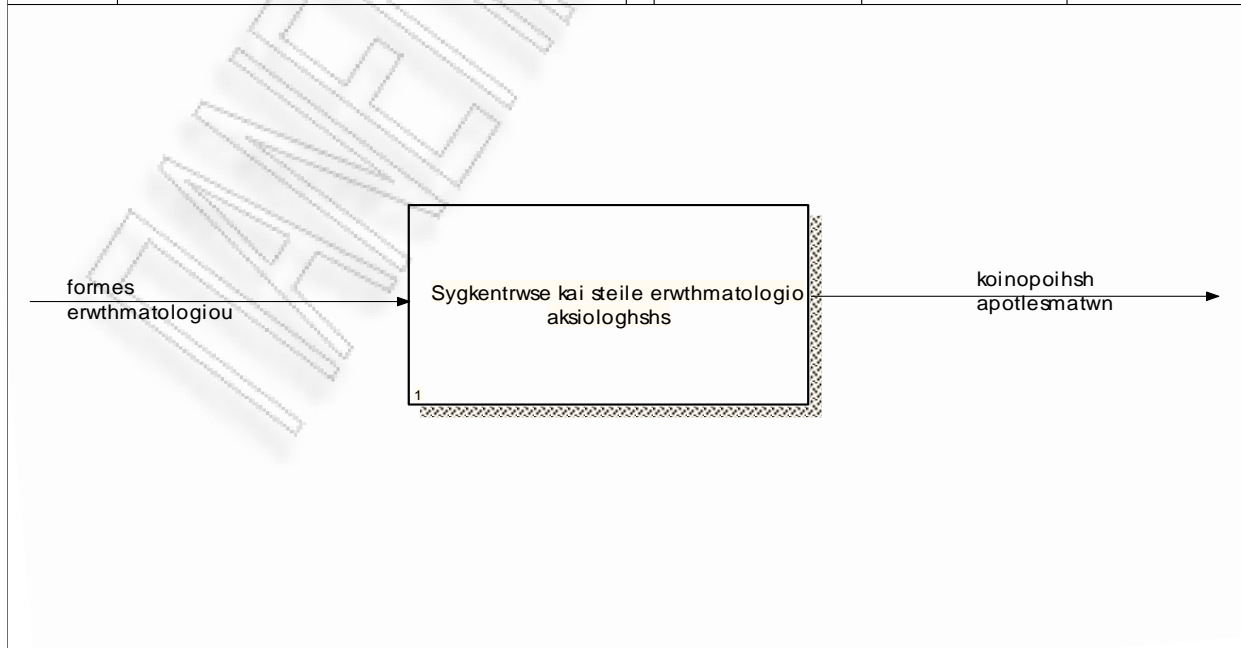 formes
erwthmatologiou
Sygkentrwse kai steile erwthmatologio
aksiologhshs
1
koinopoihsh
apotlesmatwn